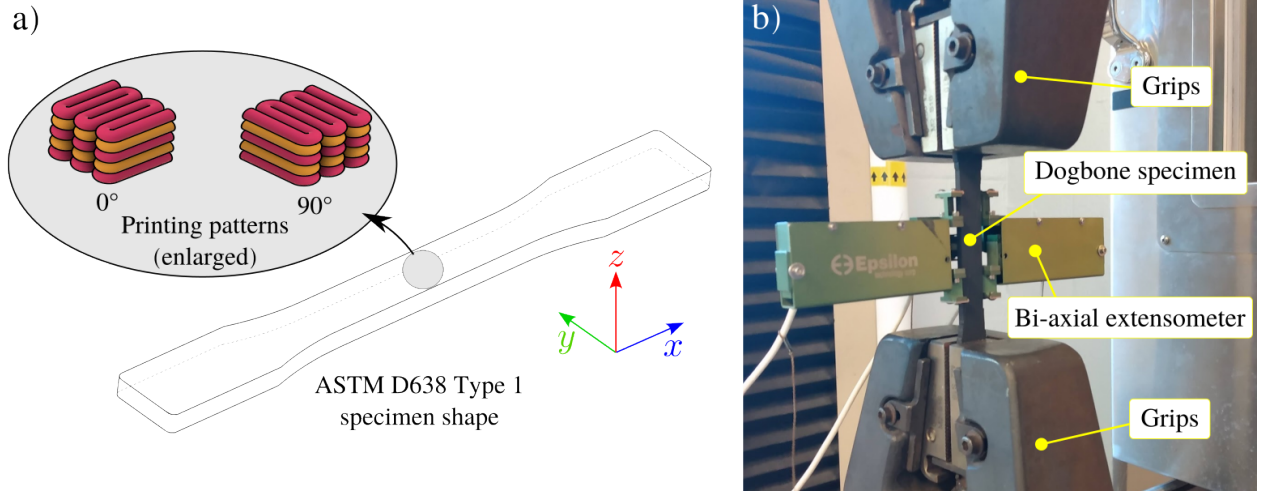 a)
0°
90°
Printing patterns
(enlarged)
z
y
x
ASTM D638 Type 1
specimen shape
b)
Grips
Dogbone specimen
Epsilon
Bi-axial extensometer
Grips